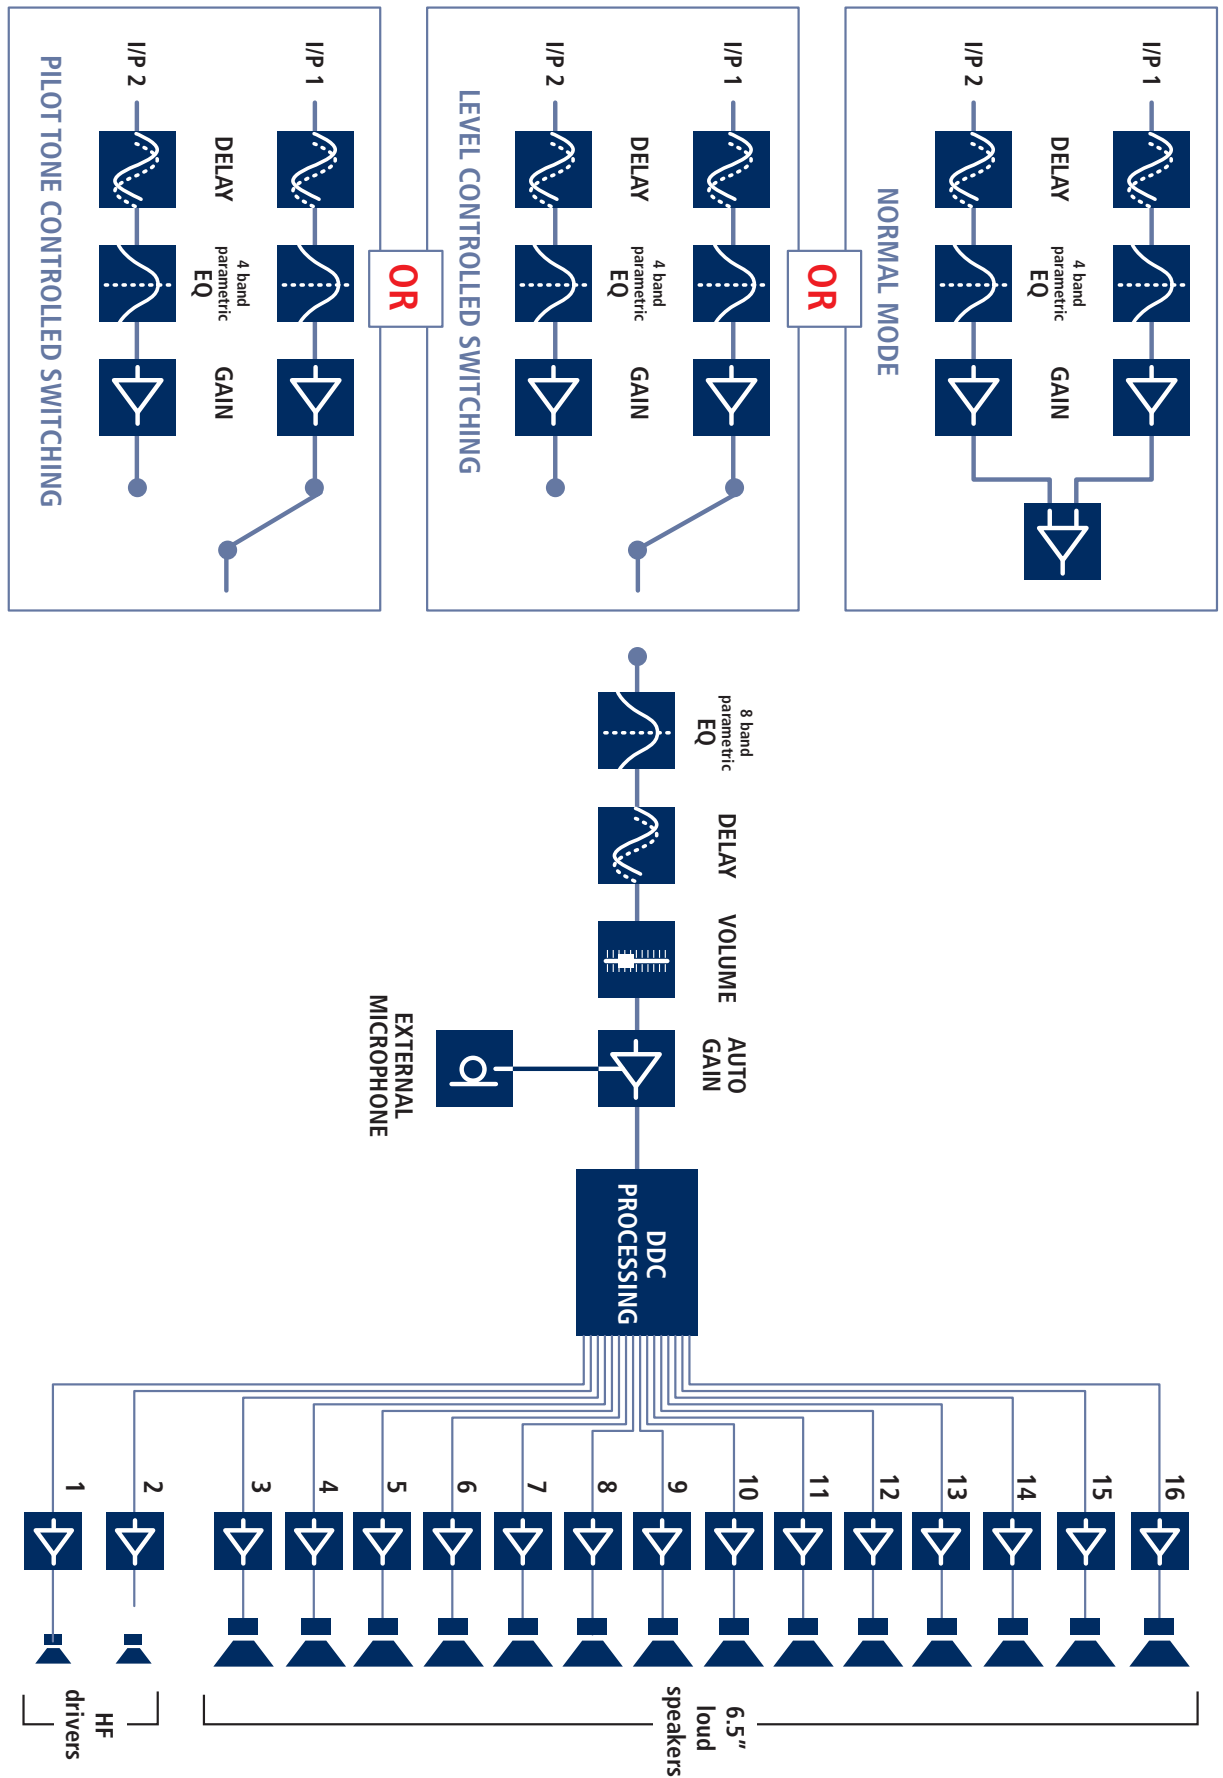 I/P 1
DELAY
4 band
parametric
EQ
GAIN
I/P 2
NORMAL MODE
OR
I/P 1
DELAY
4 band
parametric
EQ
GAIN
I/P 2
LEVEL CONTROLLED SWITCHING
OR
I/P 1
DELAY
4 band
parametric
EQ
GAIN
I/P 2
PILOT TONE CONTROLLED SWITCHING
8 band
parametric
EQ
DELAY
VOLUME
AUTO
GAIN
EXTERNAL
MICROPHONE
DDC
PROCESSING
16
15
14
13
12
11
10
9
8
7
6
5
4
3
2
1
6.5”
loud
speakers
HF
drivers